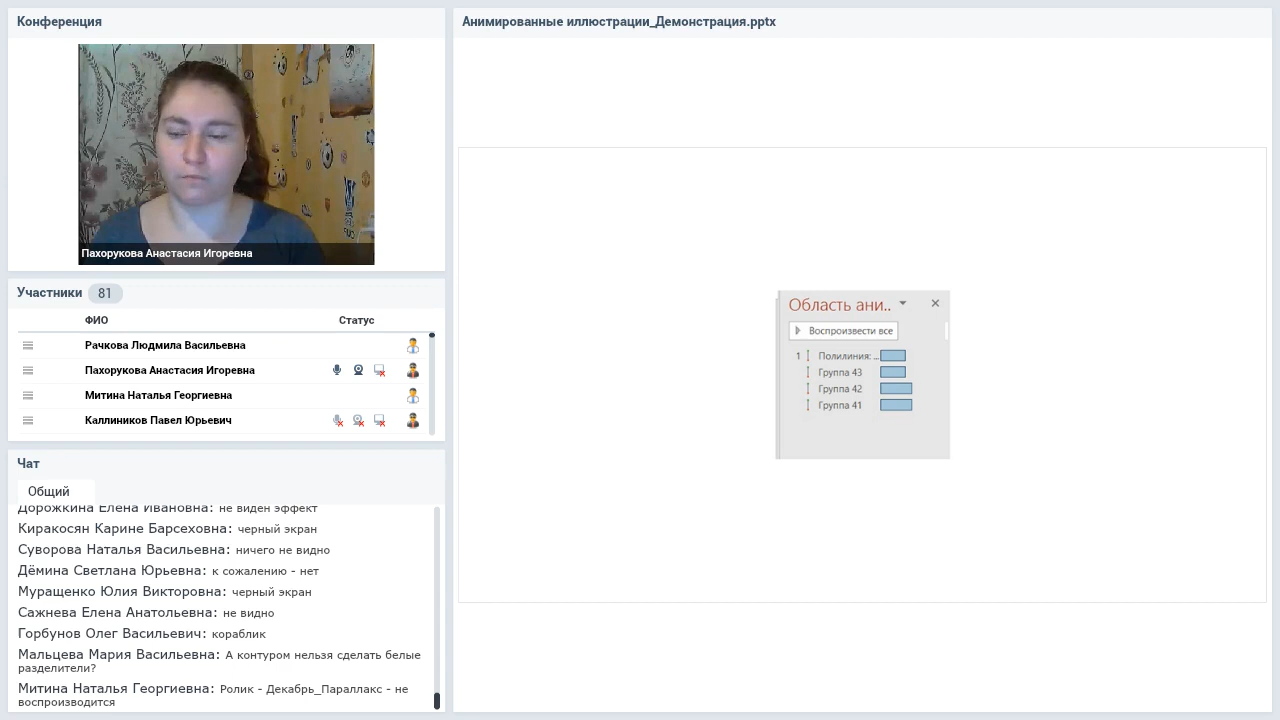 Конференция
Пахорукова Анастасия Игоревна
Участники 81
ФИО Статус
Рачкова Людмила Васильевна
Пахорукова Анастасия Игоревна
Митина Наталья Георгиевна
Каллиников Павел Юрьевич
Чат
Общий
Дорожкина Елена Ивановна: не виден эффект
Киракосян Карине Барсеховна: черный экран
Суворова Наталья Васильевна: ничего не видно
Дёмина Светлана Юрьевна: к сожалению - нет
Муращенко Юлия Викторовна: черный экран
Сажнева Елена Анатольевна: не видно
Горбунов Олег Васильевич: кораблик
Мальцева Мария Васильевна: А контуром нельзя сделать белые
разделители?
Митина Наталья Георгиевна: Ролик - Декабрь_Параллакс - не
воспроизводится
Анимированные иллюстрации_Демонстрация.pptx
Область ани..
Воспроизвести все
1 Полилиния: ...
Группа 43
Группа 42
Группа 41